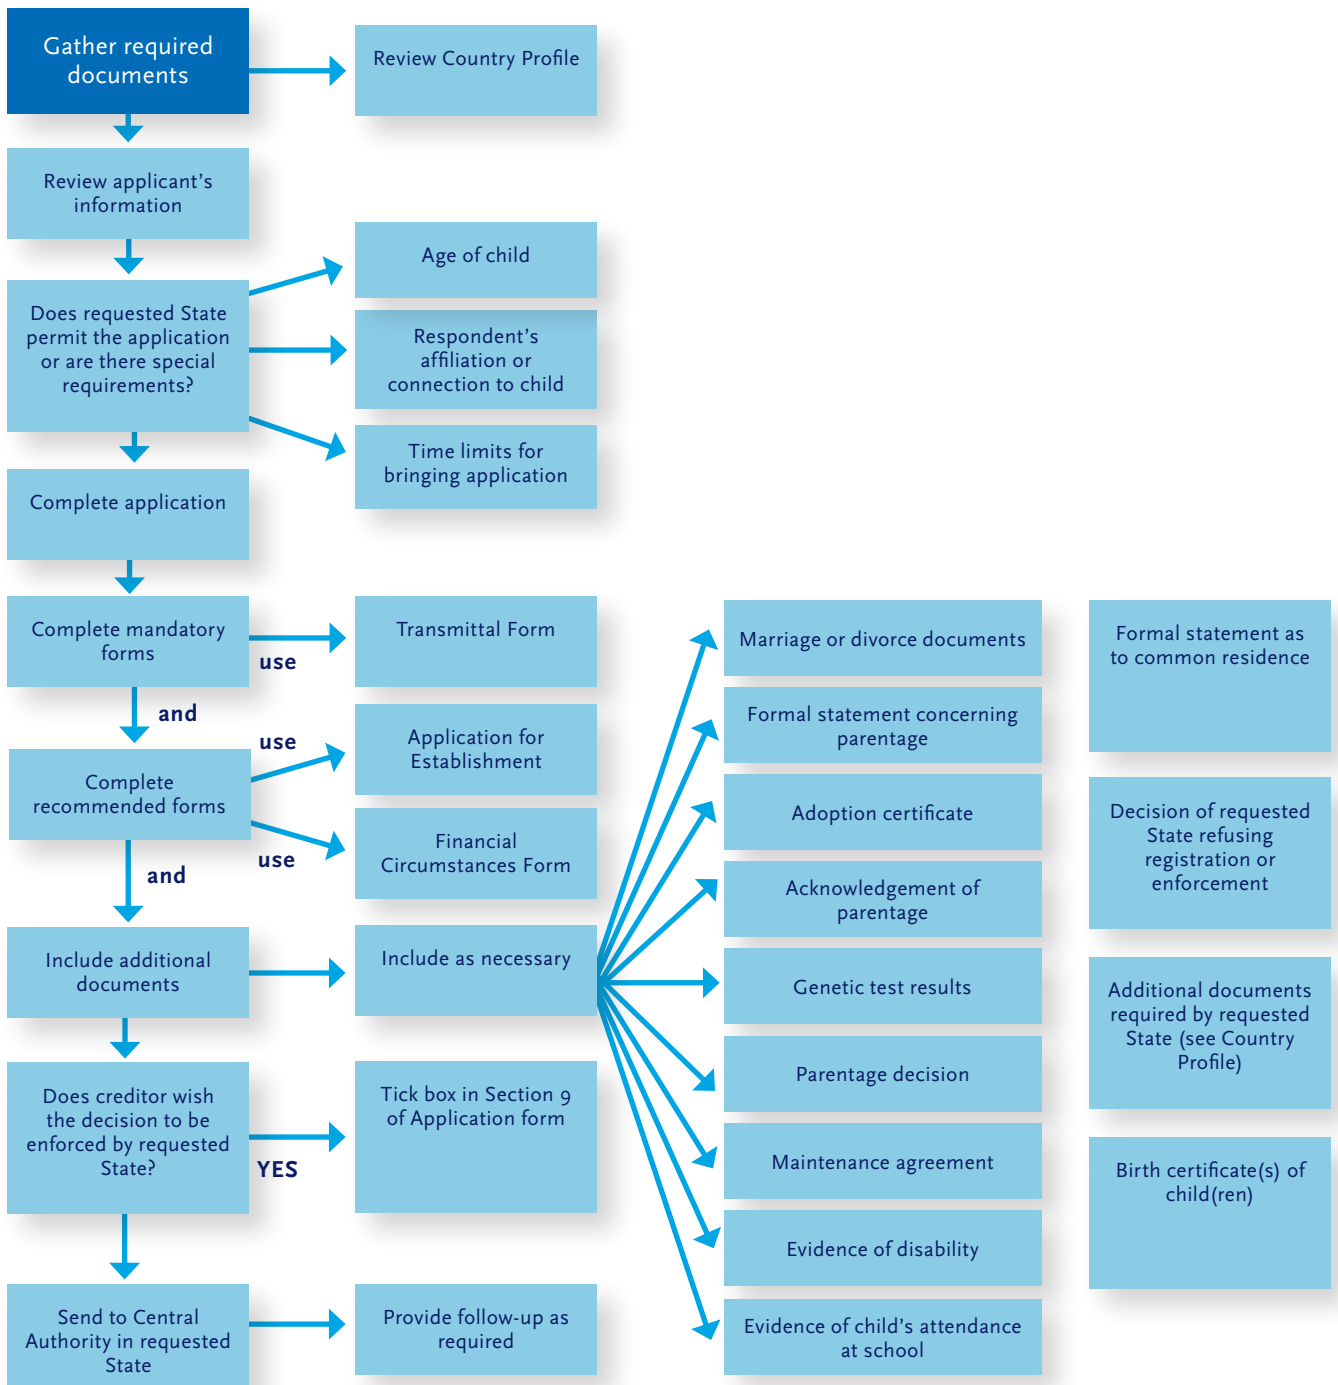 Gather required
documents
Review Country Profile
Review applicant's
information
Does requested State
permit the application
or are there special
requirements?
Age of child
Respondent's
affiliation or
connection to child
Time limits for
bringing application
Complete application
Complete mandatory
forms
use
Transmittal Form
and
Complete
recommended forms
use
Application for
Establishment
use
Financial
Circumstances Form
and
Include additional
documents
Include as necessary
Does creditor wish
the decision to be
enforced by requested
State?
YES
Tick box in Section 9
of Application form
Send to Central
Authority in requested
State
Provide follow-up as
required
Marriage or divorce documents
Formal statement concerning
parentage
Adoption certificate
Acknowledgement of
parentage
Genetic test results
Parentage decision
Maintenance agreement
Evidence of disability
Evidence of child's attendance
at school
Formal statement as
to common residence
Decision of requested
State refusing
registration or
enforcement
Additional documents
required by requested
State (see Country
Profile)
Birth certificate(s) of
child(ren)